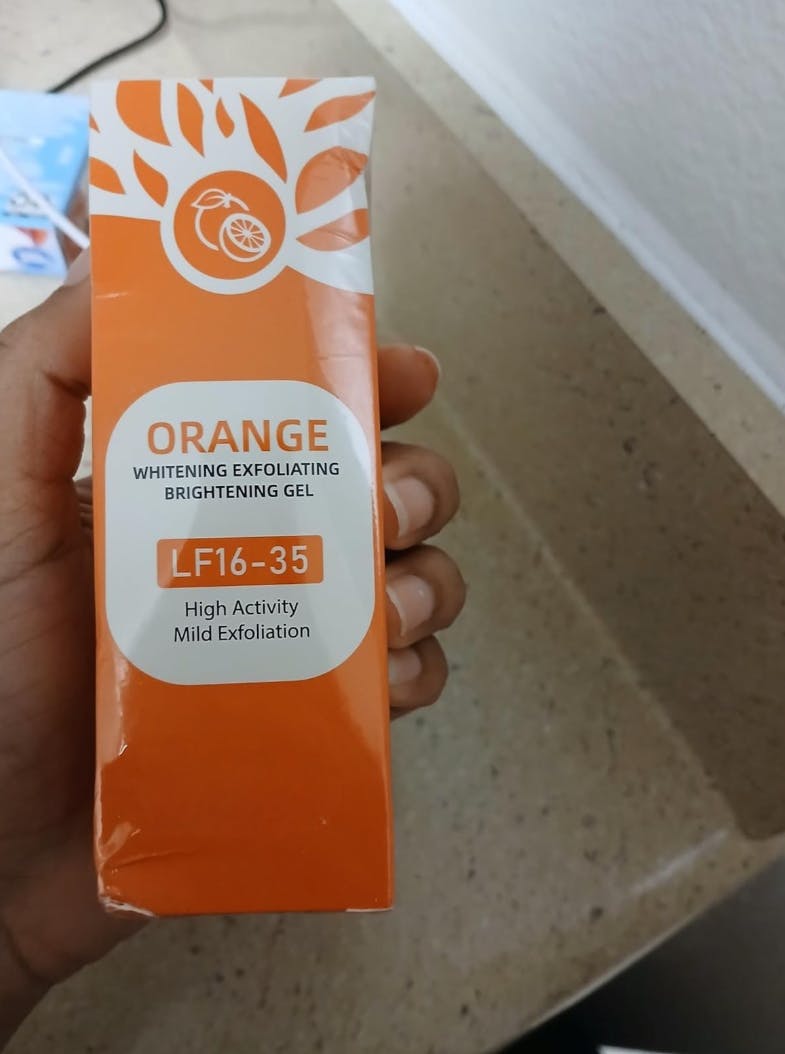 ORANGE
WHITENING EXFOLIATING
BRIGHTENING GEL
LF16-35
High Activity
Mild Exfoliation